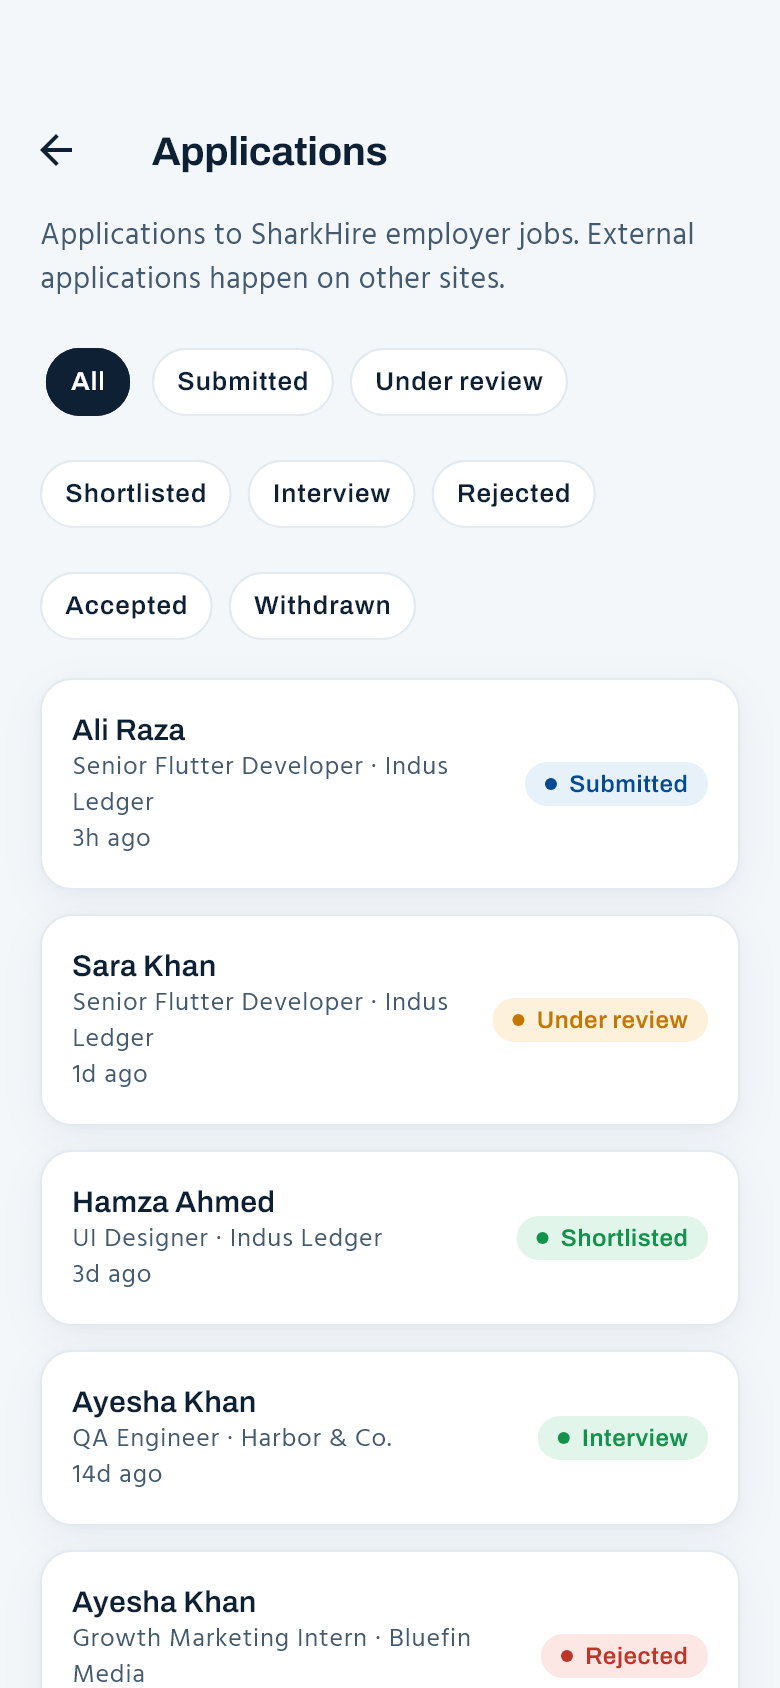 Applications
Applications to SharkHire employer jobs. External
applications happen on other sites.
All
Submitted
Under review
Shortlisted
Interview
Rejected
Accepted
Withdrawn
Ali Raza
Senior Flutter Developer · Indus
Ledger
3h ago
Submitted
Sara Khan
Senior Flutter Developer · Indus
Ledger
1d ago
Under review
Hamza Ahmed
UI Designer · Indus Ledger
3d ago
Shortlisted
Ayesha Khan
QA Engineer · Harbor & Co.
14d ago
Interview
Ayesha Khan
Growth Marketing Intern · Bluefin
Media
Rejected